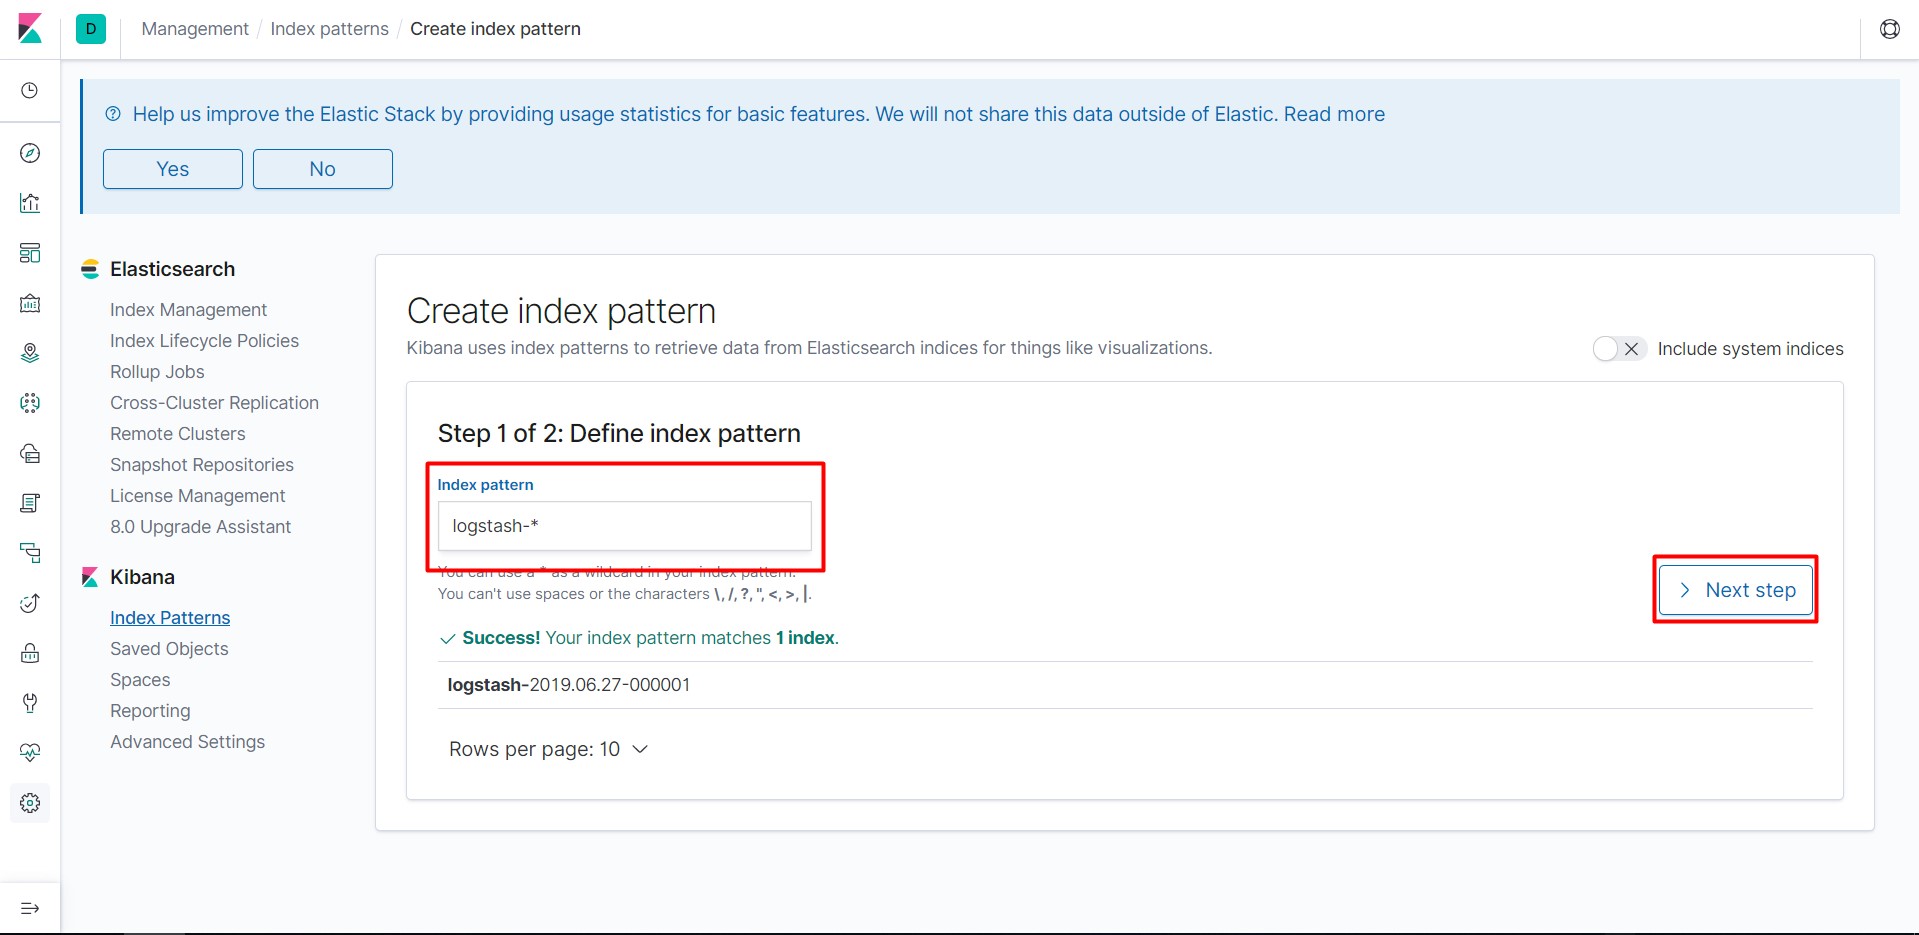 D Management / Index patterns / Create index pattern
Help us improve the Elastic Stack by providing usage statistics for basic features. We will not share this data outside of Elastic. Read more
Yes No
Elasticsearch
Index Management
Index Lifecycle Policies
Rollup Jobs
Cross-Cluster Replication
Remote Clusters
Snapshot Repositories
License Management
8.0 Upgrade Assistant
Kibana
Index Patterns
Saved Objects
Spaces
Reporting
Advanced Settings
Create index pattern
Kibana uses index patterns to retrieve data from Elasticsearch indices for things like visualizations.
Include system indices
Step 1 of 2: Define index pattern
Index pattern
logstash-*
You can use a * as a wildcard in your index pattern.
You can't use spaces or the characters \, /, ?, ", <, >, |.
Next step
Success! Your index pattern matches 1 index.
logstash-2019.06.27-000001
Rows per page: 10